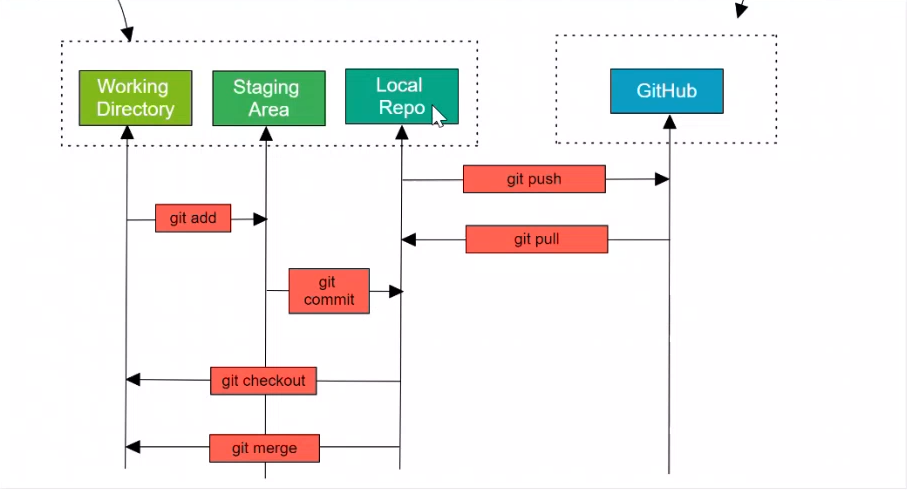 Working
Directory
Staging
Area
Local
Repo
GitHub
git push
git add
git pull
git
commit
git checkout
git merge